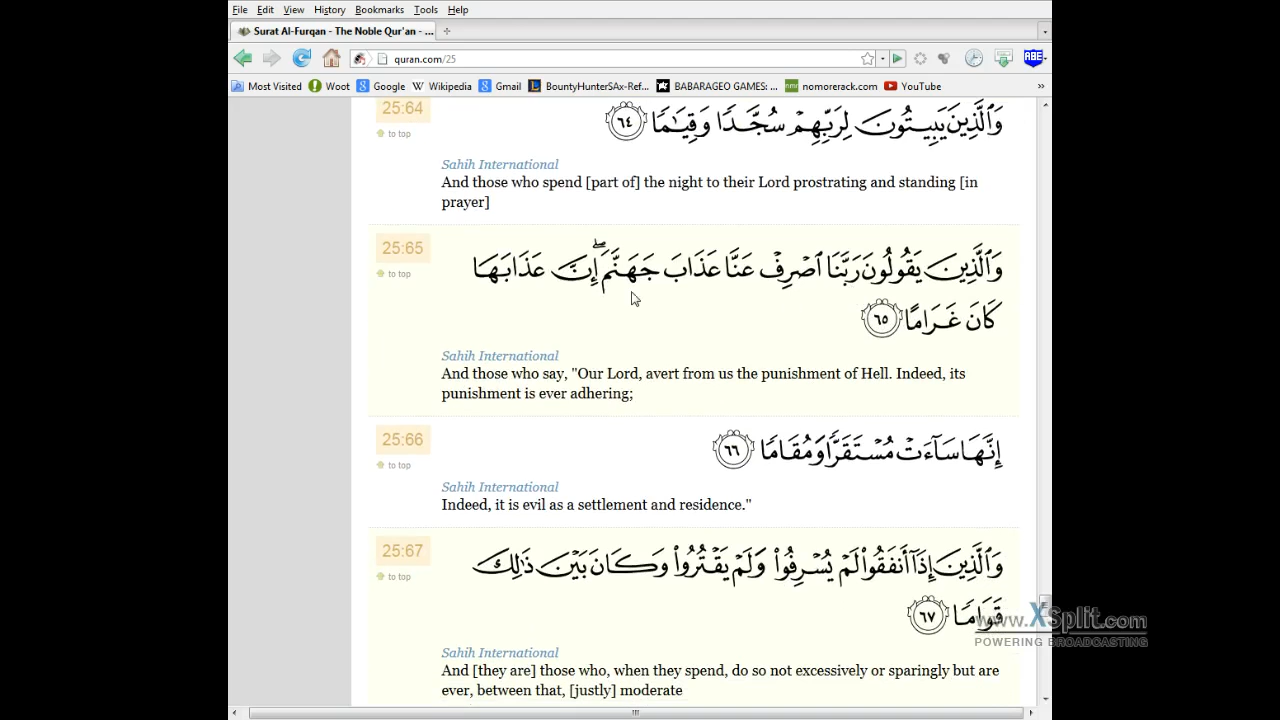 File Edit View History Bookmarks Tools Help
Surat Al-Furqan - The Noble Qur'an - ...
quran.com/25
ABE
Most Visited Woot Google Wikipedia Gmail BountyHunterSAx-Ref... BABARAGEO GAMES: ... nomorerack.com YouTube »
25:64
to top
وَٱلَّذِينَ يَبِيتُونَ لِرَبِّهِمْ سُجَّدًا وَقِيَـٰمًا ٦٤
Sahih International
And those who spend [part of] the night to their Lord prostrating and standing [in
prayer]
25:65
to top
وَٱلَّذِينَ يَقُولُونَ رَبَّنَا ٱصْرِفْ عَنَّا عَذَابَ جَهَنَّمَ ۖ إِنَّ عَذَابَهَا
كَانَ غَرَامًا ٦٥
Sahih International
And those who say, "Our Lord, avert from us the punishment of Hell. Indeed, its
punishment is ever adhering;
25:66
to top
إِنَّهَا سَآءَتْ مُسْتَقَرًّا وَمُقَامًا ٦٦
Sahih International
Indeed, it is evil as a settlement and residence."
25:67
to top
وَٱلَّذِينَ إِذَآ أَنفَقُوا۟ لَمْ يُسْرِفُوا۟ وَلَمْ يَقْتُرُوا۟ وَكَانَ بَيْنَ ذَٰلِكَ
قَوَامًا ٦٧
www.XSplit.com
POWERING BROADCASTING
Sahih International
And [they are] those who, when they spend, do so not excessively or sparingly but are
ever, between that, [justly] moderate